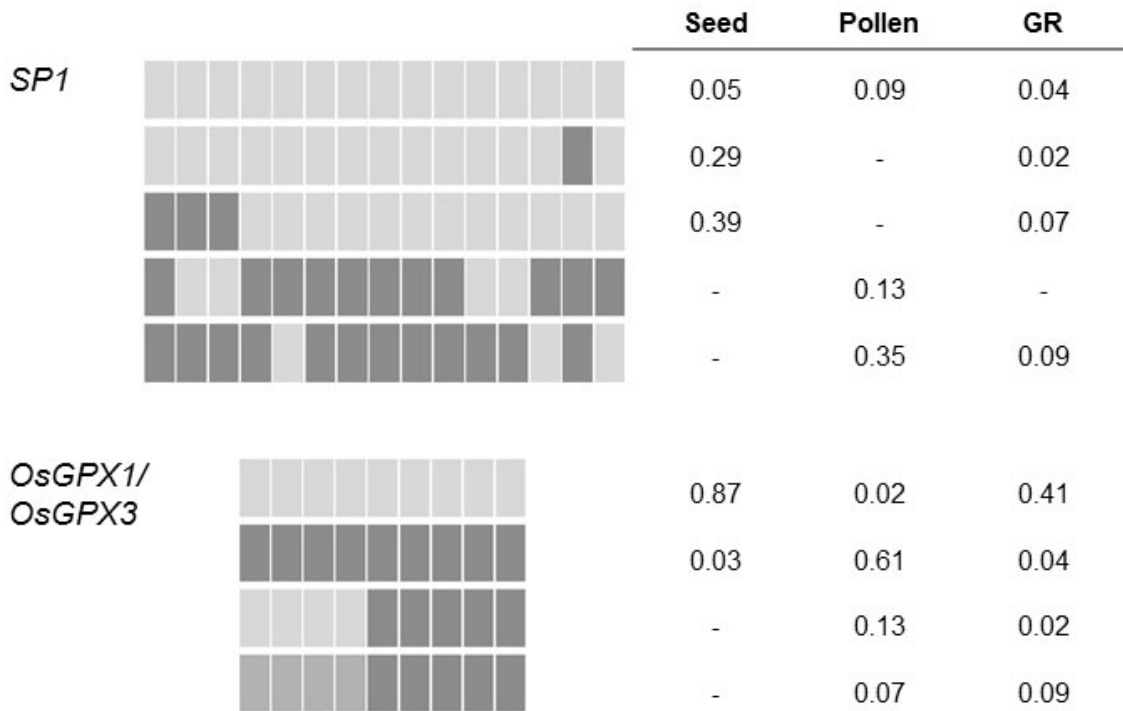 Seed Pollen GR
SP1 0.05 0.09 0.04
0.29 - 0.02
0.39 - 0.07
- 0.13 -
- 0.35 0.09
OsGPX1/
OsGPX3
0.87 0.02 0.41
0.03 0.61 0.04
- 0.13 0.02
- 0.07 0.09